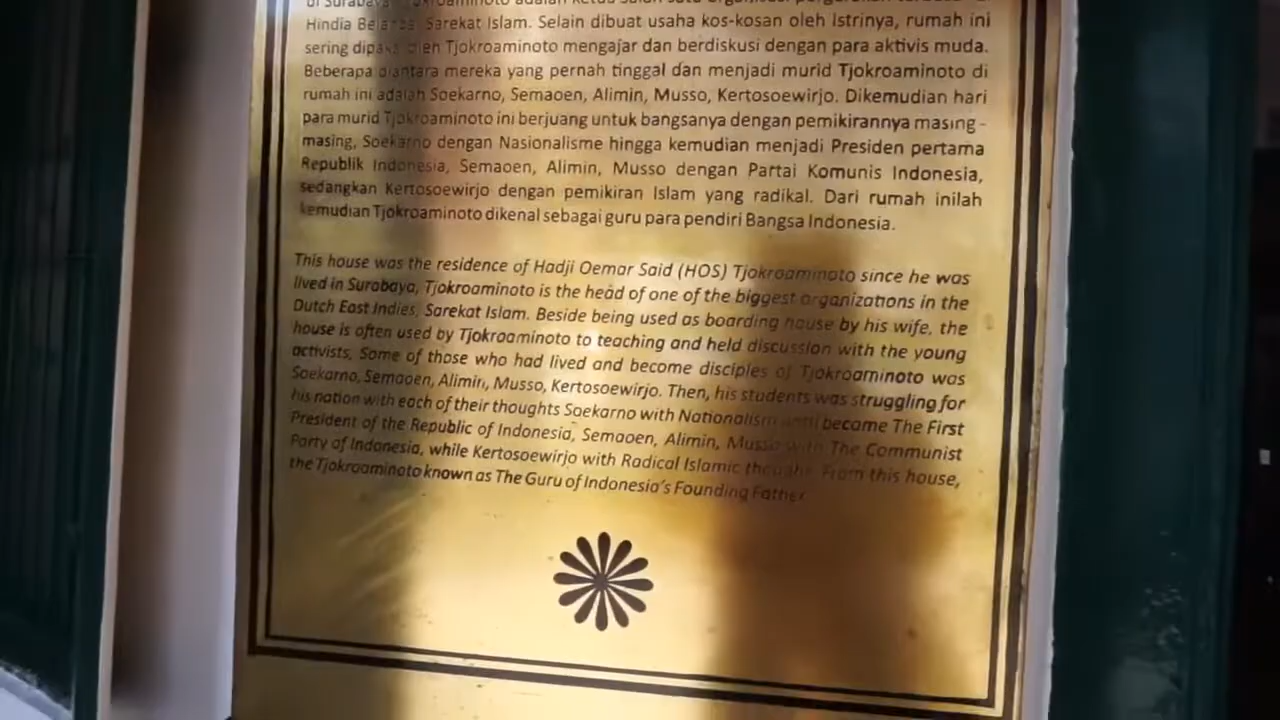 di Surabaya, Tjokroaminoto adalah ketua salah satu organisasi pergerakan terbesar di
Hindia Belanda, Sarekat Islam. Selain dibuat usaha kos-kosan oleh Istrinya, rumah ini
sering dipakai oleh Tjokroaminoto mengajar dan berdiskusi dengan para aktivis muda.
Beberapa diantara mereka yang pernah tinggal dan menjadi murid Tjokroaminoto di
rumah ini adalah Soekarno, Semaoen, Alimin, Musso, Kertosoewirjo. Dikemudian hari
para murid Tjokroaminoto ini berjuang untuk bangsanya dengan pemikirannya masing-
masing, Soekarno dengan Nasionalisme hingga kemudian menjadi Presiden pertama
Republik Indonesia, Semaoen, Alimin, Musso dengan Partai Komunis Indonesia,
sedangkan Kertosoewirjo dengan pemikiran Islam yang radikal. Dari rumah inilah
kemudian Tjokroaminoto dikenal sebagai guru para pendiri Bangsa Indonesia.
This house was the residence of Hadji Oemar Said (HOS) Tjokroaminoto since he was
lived in Surabaya, Tjokroaminoto is the head of one of the biggest organizations in the
Dutch East Indies, Sarekat Islam. Beside being used as boarding house by his wife, the
house is often used by Tjokroaminoto to teaching and held discussion with the young
activists. Some of those who had lived and become disciples of Tjokroaminoto was
Soekarno, Semaoen, Alimin, Musso, Kertosoewirjo. Then, his students was struggling for
his nation with each of their thoughts Soekarno with Nationalism until became The First
President of the Republic of Indonesia, Semaoen, Alimin, Musso with The Communist
Party of Indonesia, while Kertosoewirjo with Radical Islamic thought. From this house,
the Tjokroaminoto known as The Guru of Indonesia's Founding Father